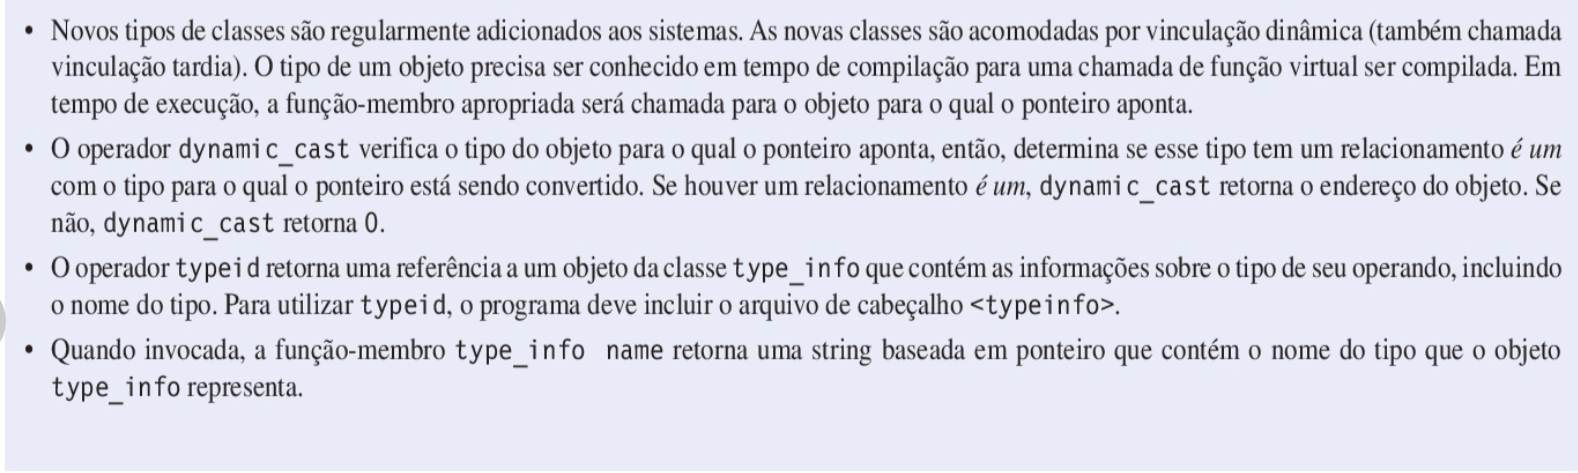 • Novos tipos de classes são regularmente adicionados aos sistemas. As novas classes são acomodadas por vinculação dinâmica (também chamada
vinculação tardia). O tipo de um objeto precisa ser conhecido em tempo de compilação para uma chamada de função virtual ser compilada. Em
tempo de execução, a função-membro apropriada será chamada para o objeto para o qual o ponteiro aponta.
• O operador dynamic_cast verifica o tipo do objeto para o qual o ponteiro aponta, então, determina se esse tipo tem um relacionamento é um
com o tipo para o qual o ponteiro está sendo convertido. Se houver um relacionamento é um, dynamic_cast retorna o endereço do objeto. Se
não, dynamic_cast retorna 0.
• O operador typeid retorna uma referência a um objeto da classe type_info que contém as informações sobre o tipo de seu operando, incluindo
o nome do tipo. Para utilizar typeid, o programa deve incluir o arquivo de cabeçalho <typeinfo>.
• Quando invocada, a função-membro type_info name retorna uma string baseada em ponteiro que contém o nome do tipo que o objeto
type_info representa.